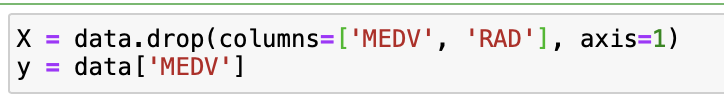 X = data.drop(columns=['MEDV', 'RAD'], axis=1)
y = data['MEDV']